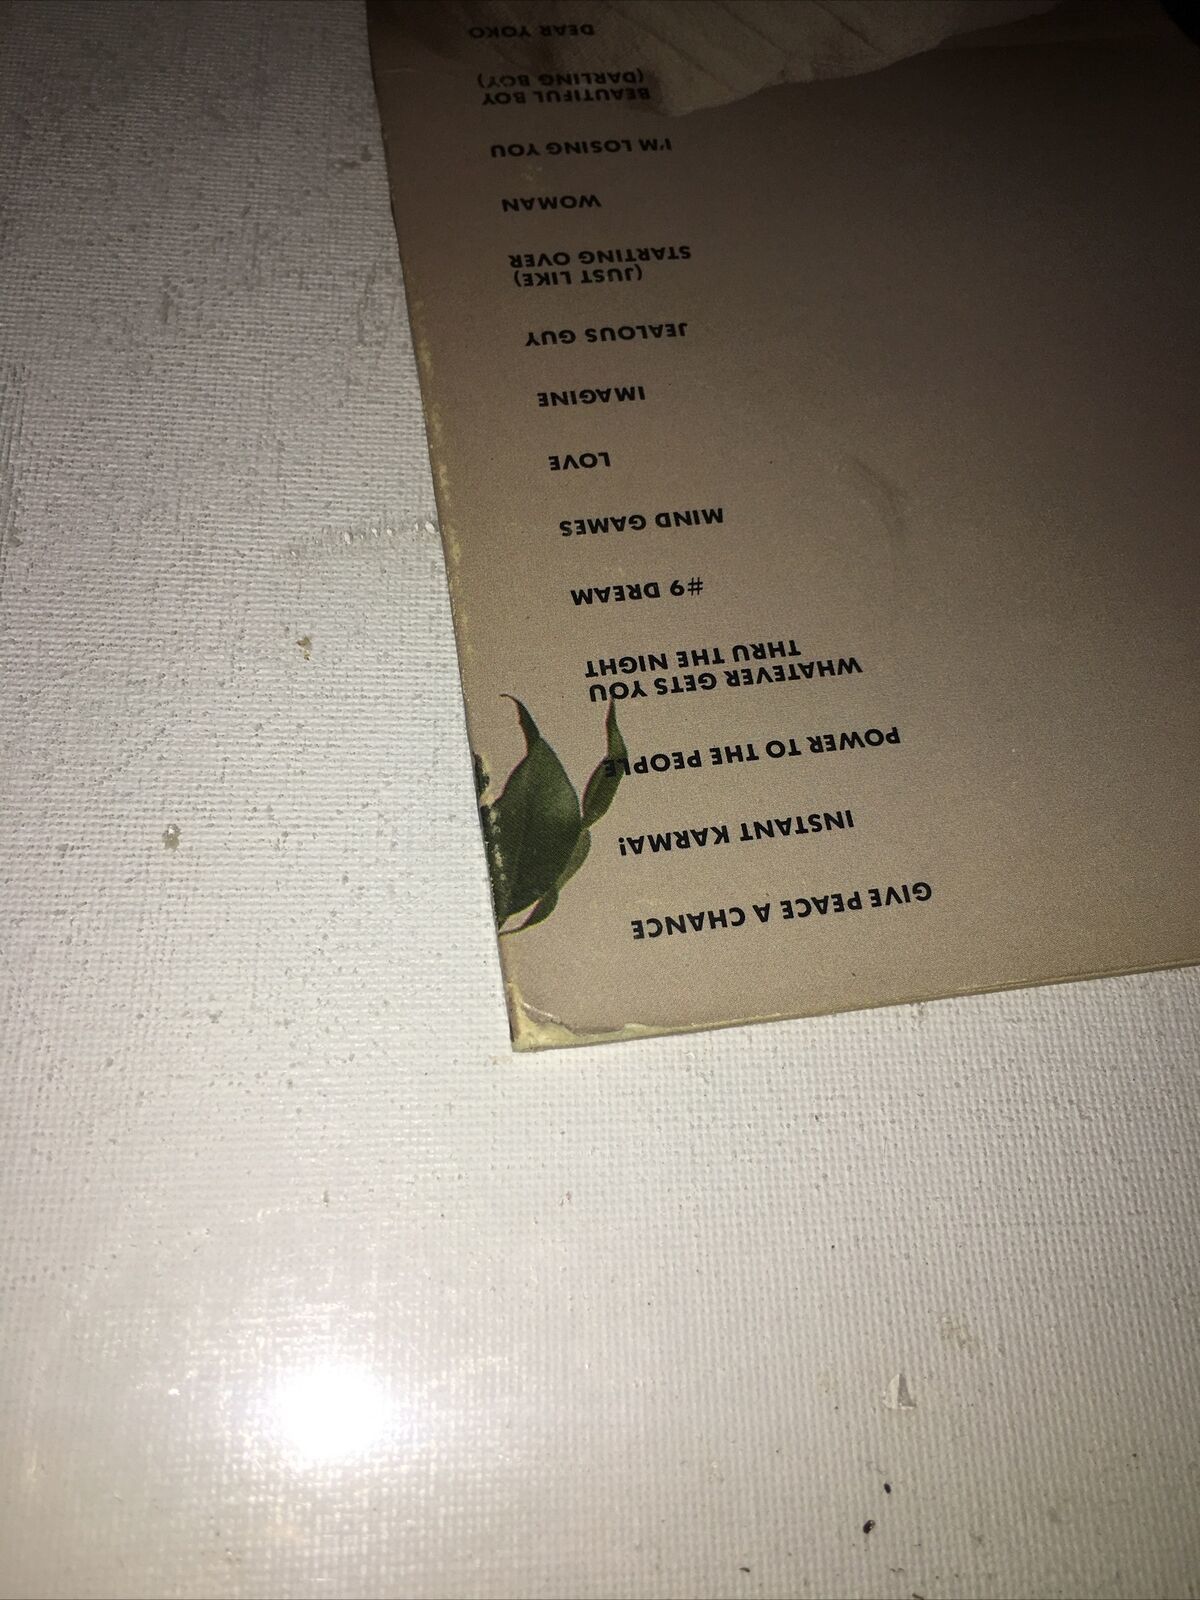 GIVE PEACE A CHANCE
INSTANT KARMA!
POWER TO THE PEOPLE
WHATEVER GETS YOU
THRU THE NIGHT
#9 DREAM
MIND GAMES
LOVE
IMAGINE
JEALOUS GUY
(JUST LIKE)
STARTING OVER
WOMAN
I'M LOSING YOU
BEAUTIFUL BOY
(DARLING BOY)
DEAR YOKO